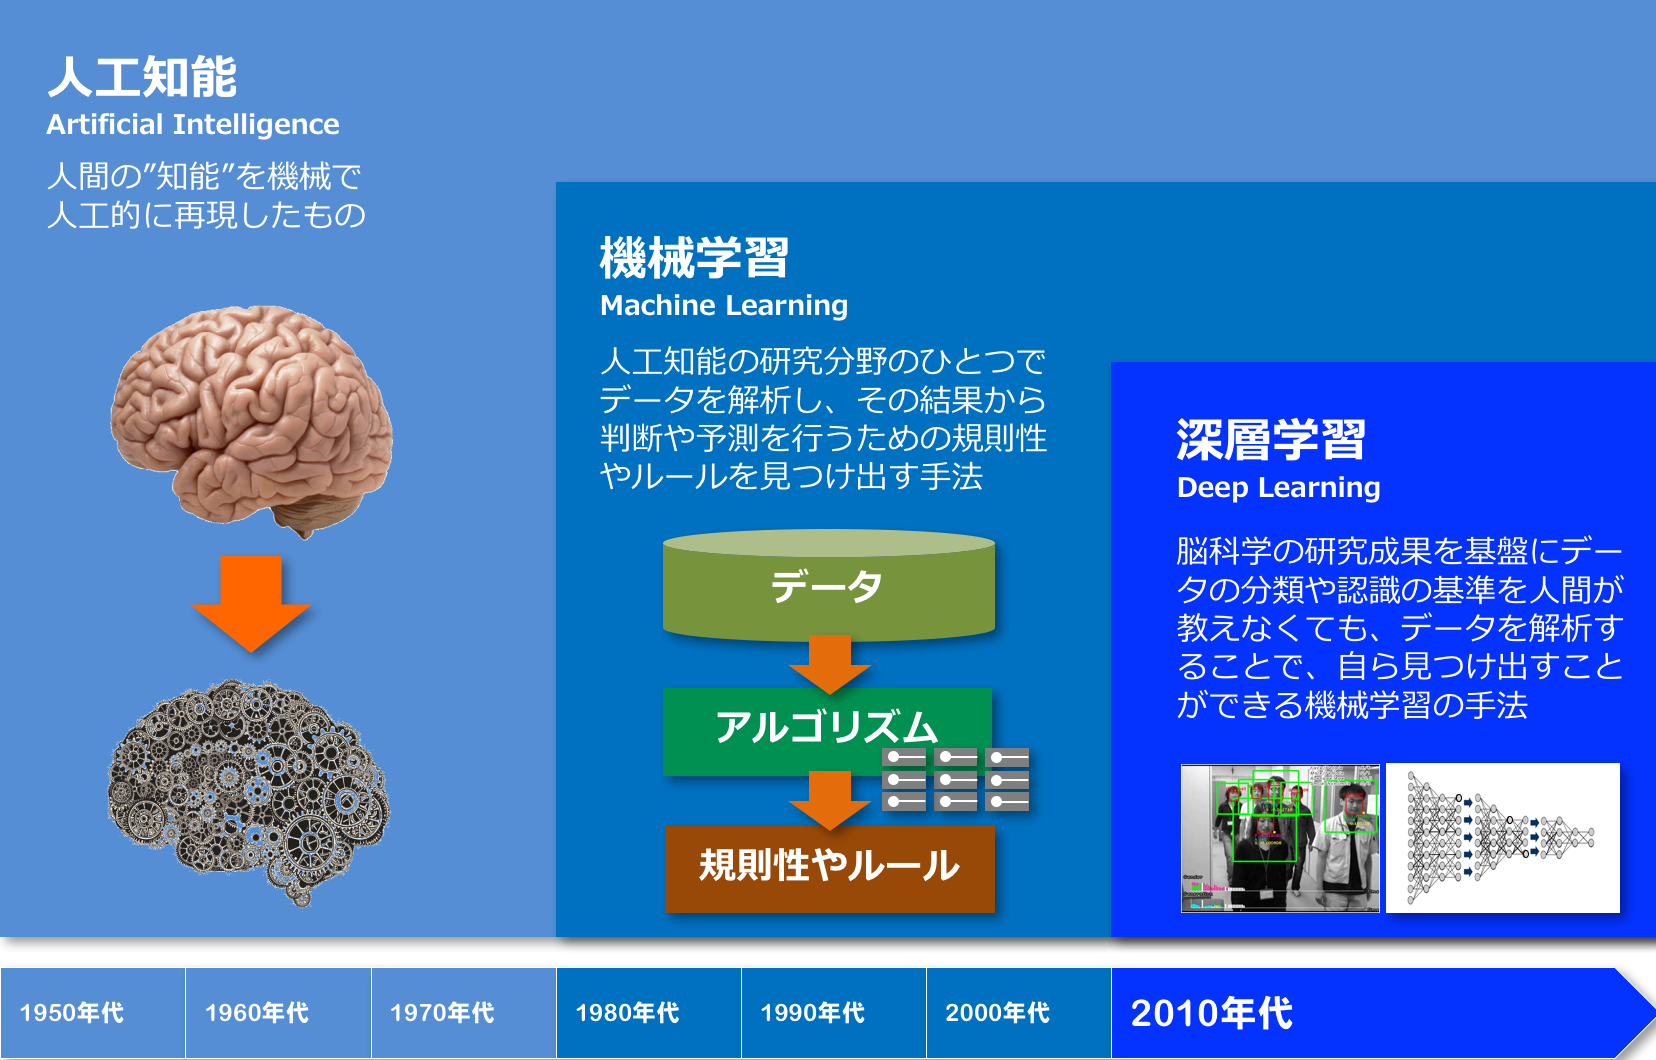 人工知能
Artificial Intelligence
人間の”知能”を機械で
人工的に再現したもの
機械学習
Machine Learning
人工知能の研究分野のひとつで
データを解析し、その結果から
判断や予測を行うための規則性
やルールを見つけ出す手法
データ
アルゴリズム
規則性やルール
深層学習
Deep Learning
脳科学の研究成果を基盤にデー
タの分類や認識の基準を人間が
教えなくても、データを解析す
ることで、自ら見つけ出すこと
ができる機械学習の手法
1950年代
1960年代
1970年代
1980年代
1990年代
2000年代
2010年代